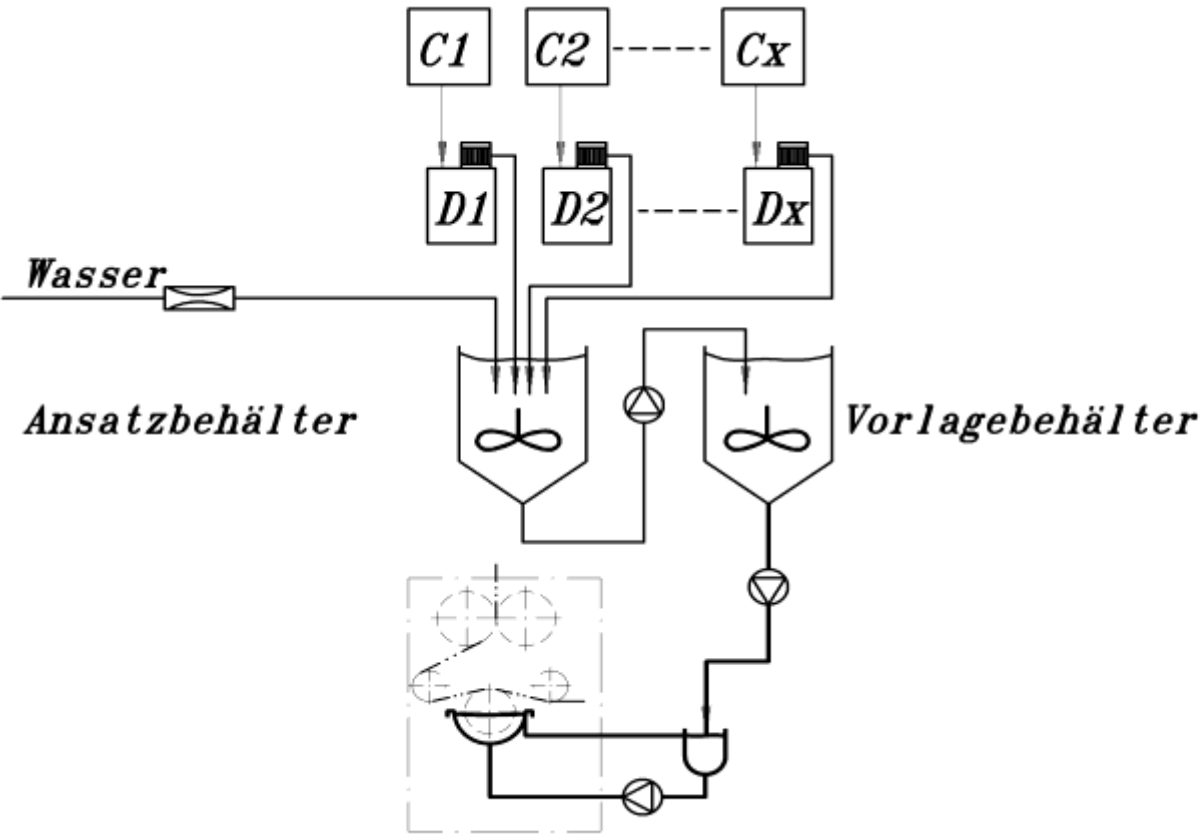 C1 C2 Cx
D1 D2 Dx
Wasser
Ansatzbehälter
Vorlagebehälter